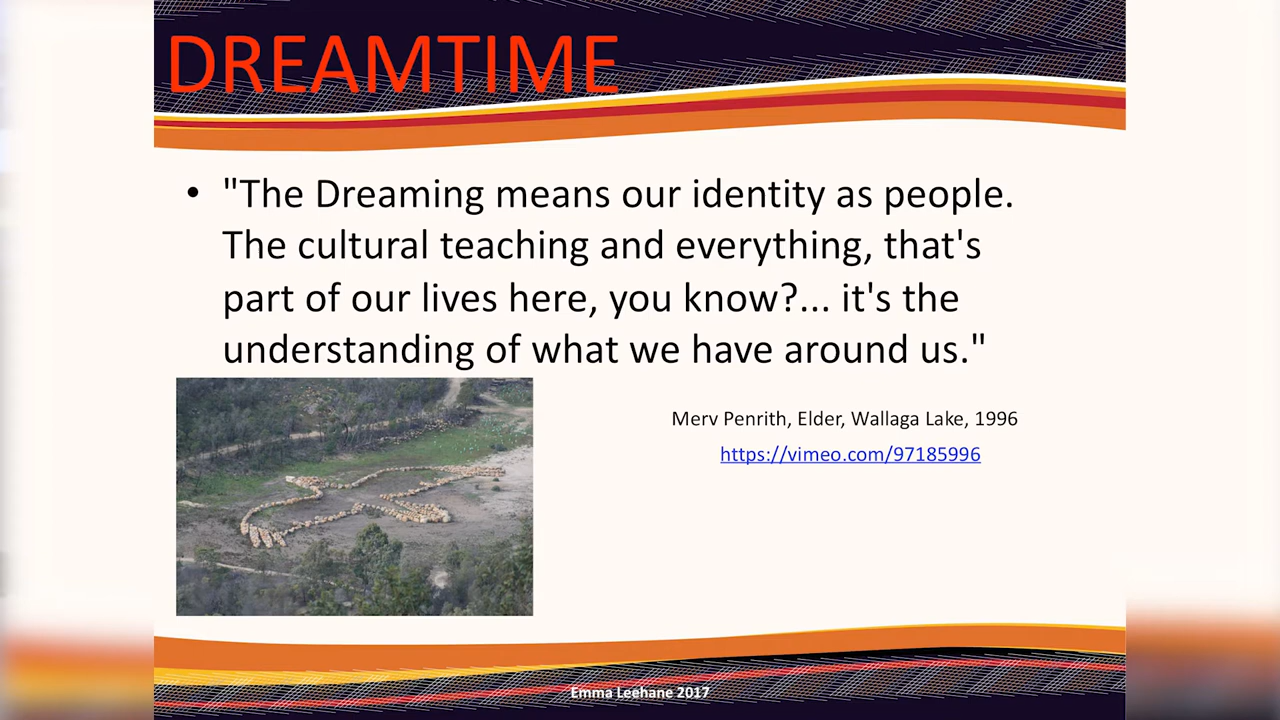 DREAMTIME
• "The Dreaming means our identity as people.
The cultural teaching and everything, that's
part of our lives here, you know?... it's the
understanding of what we have around us."
Merv Penrith, Elder, Wallaga Lake, 1996
https://vimeo.com/97185996
Emma Leehane 2017